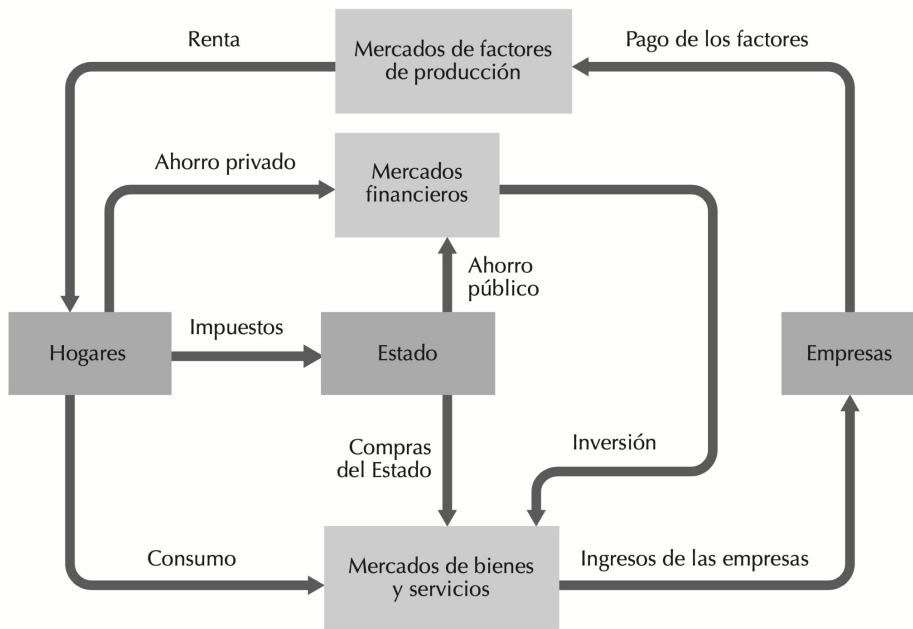 Renta
Mercados de factores
de producción
Pago de los factores
Ahorro privado
Mercados
financieros
Ahorro
público
Hogares
Impuestos
Estado
Empresas
Compras
del Estado
Inversión
Consumo
Mercados de bienes
y servicios
Ingresos de las empresas